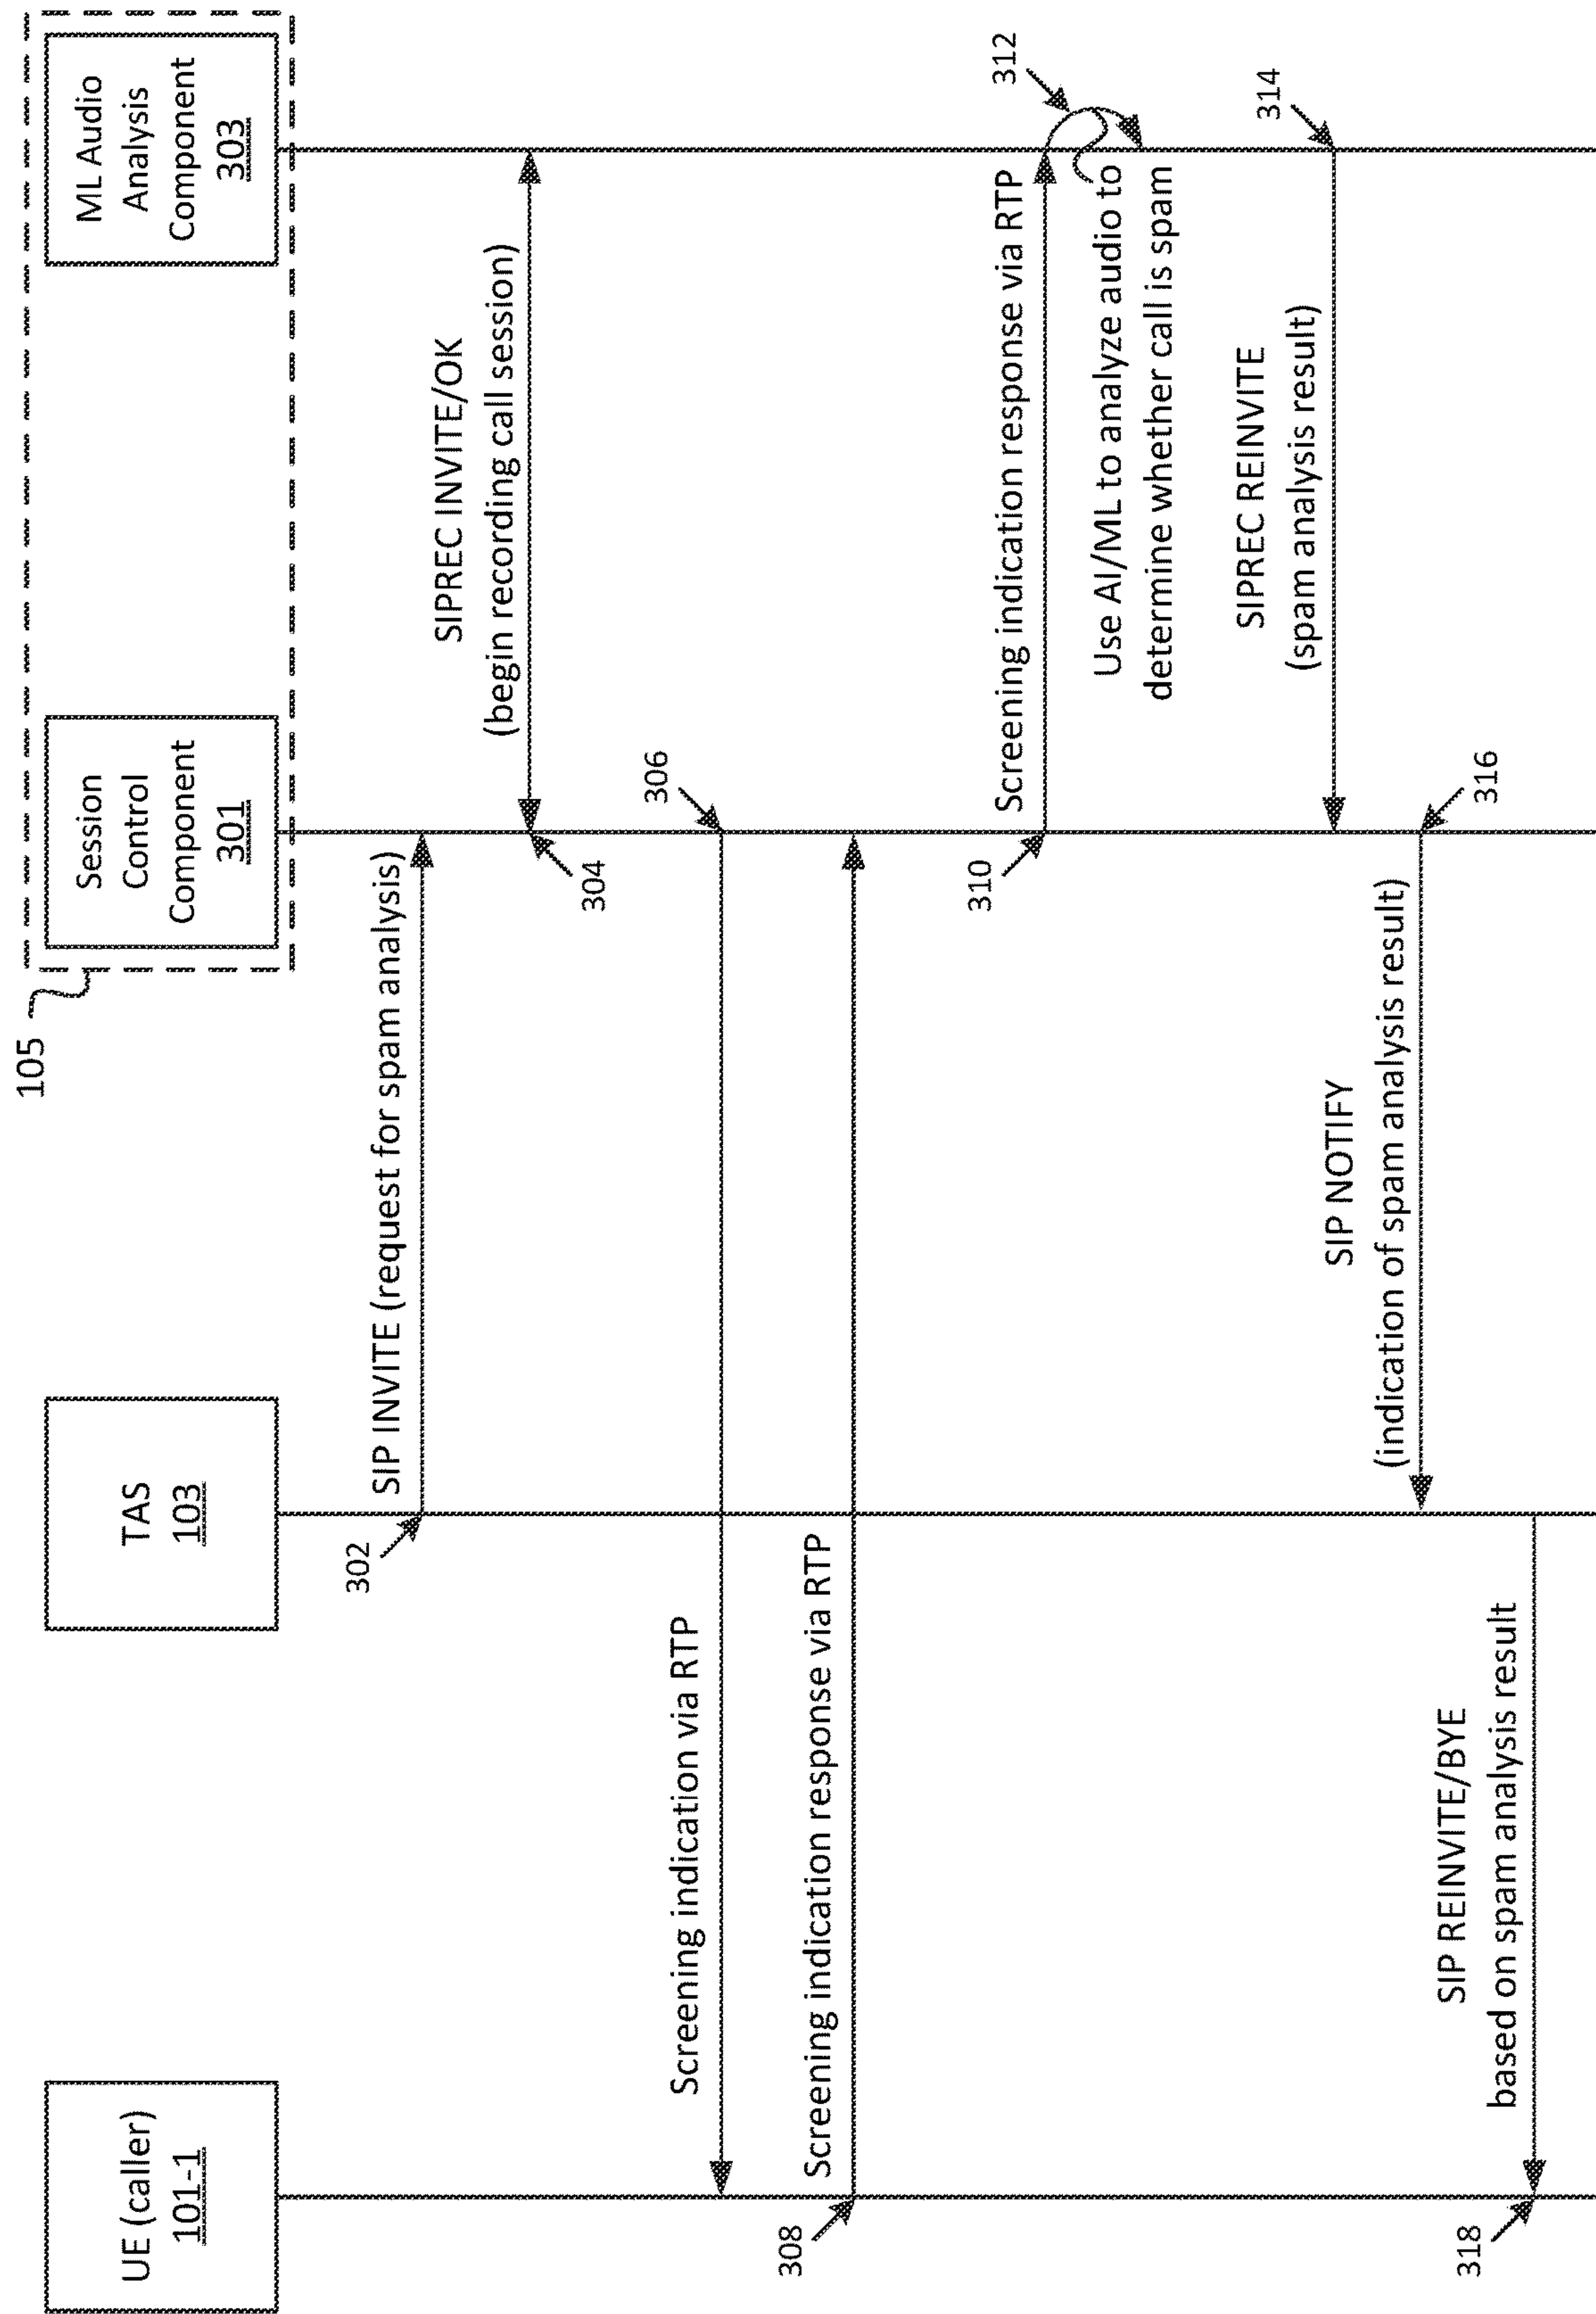 105
UE (caller)
101-1
TAS
103
Session
Control
Component
301
ML Audio
Analysis
Component
303
302
SIP INVITE (request for spam analysis)
SIPREC INVITE/OK
(begin recording call session)
304
306
Screening indication via RTP
308
Screening indication response via RTP
310
Screening indication response via RTP
312
Use AI/ML to analyze audio to
determine whether call is spam
314
SIPREC REINVITE
(spam analysis result)
316
SIP NOTIFY
(indication of spam analysis result)
318
SIP REINVITE/BYE
based on spam analysis result